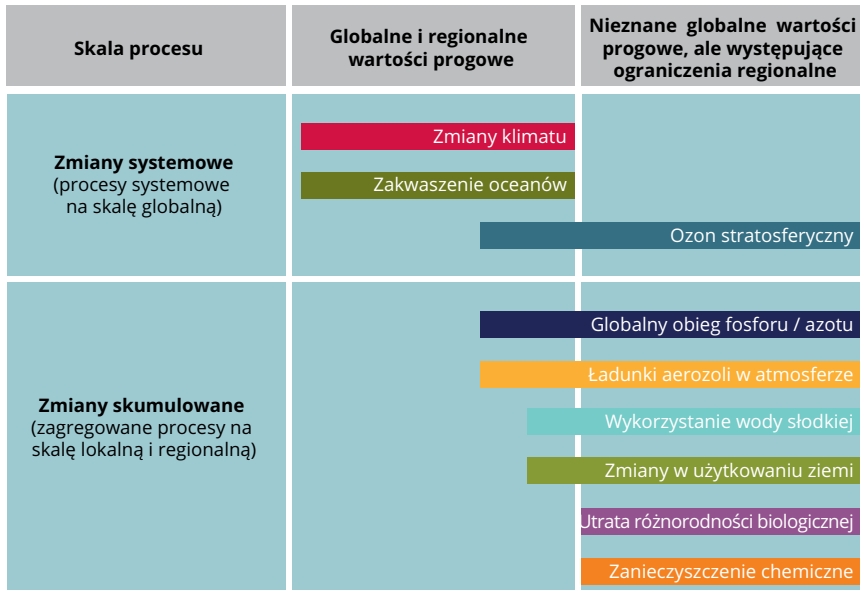 Skala procesu
Globalne i regionalne
wartości progowe
Nieznane globalne wartości
progowe, ale występujące
ograniczenia regionalne
Zmiany systemowe
(procesy systemowe
na skalę globalną)
Zmiany klimatu
Zakwaszenie oceanów
Ozon stratosferyczny
Zmiany skumulowane
(zagregowane procesy na
skalę lokalną i regionalną)
Globalny obieg fosforu / azotu
Ładunki aerozoli w atmosferze
Wykorzystanie wody słodkiej
Zmiany w użytkowaniu ziemi
Utrata różnorodności biologicznej
Zanieczyszczenie chemiczne